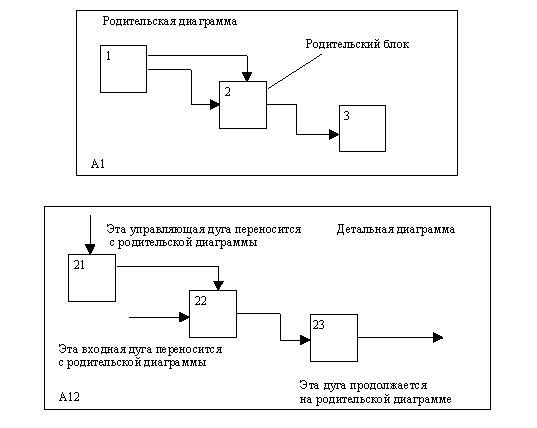 Родительская диаграмма
Родительский блок
1
2
3
A1
Эта управляющая дуга переносится
с родительской диаграммы
Детальная диаграмма
21
22
23
Эта входная дуга переносится
с родительской диаграммы
Эта дуга продолжается
на родительской диаграмме
A12